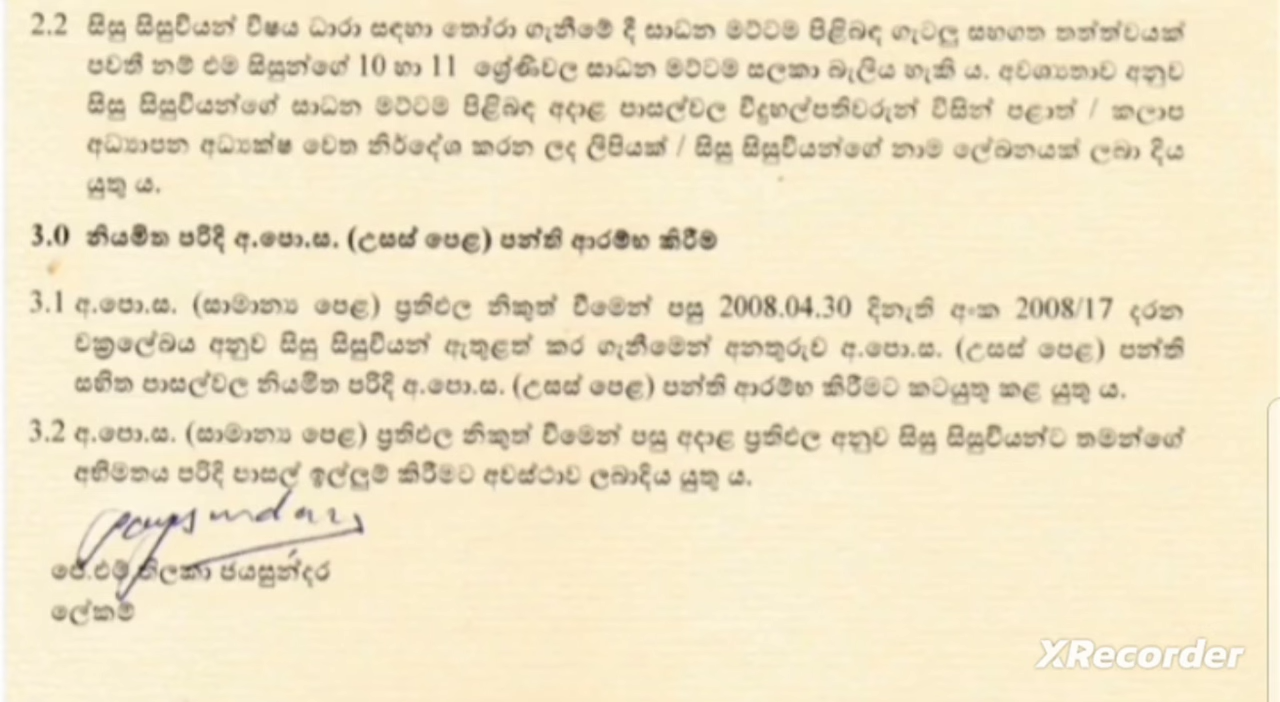 2.2 සිසු සිසුවියන් විෂය ධාරා සඳහා තෝරා ගැනීමේ දී සාධන මට්ටම පිළිබඳ ගැටලු සහගත තත්ත්වයක්
පවතී නම් එම සිසුන්ගේ 10 හා 11 ශ්‍රේණිවල සාධන මට්ටම සලකා බැලිය හැකි ය. අවශ්‍යතාව අනුව
සිසු සිසුවියන්ගේ සාධන මට්ටම පිළිබඳ අදාළ පාසල්වල විදුහල්පතිවරුන් විසින් පළාත් / කලාප
අධ්‍යාපන අධ්‍යක්ෂ වෙත නිර්දේශ කරන ලද ලිපියක් / සිසු සිසුවියන්ගේ නාම ලේඛනයක් ලබා දිය
යුතු ය.
3.0 නියමිත පරිදි අ.පො.ස. (උසස් පෙළ) පන්ති ආරම්භ කිරීම
3.1 අ.පො.ස. (සාමාන්‍ය පෙළ) ප්‍රතිඵල නිකුත් වීමෙන් පසු 2008.04.30 දිනැති අංක 2008/17 දරන
චක්‍රලේඛය අනුව සිසු සිසුවියන් ඇතුළත් කර ගැනීමෙන් අනතුරුව අ.පො.ස. (උසස් පෙළ) පන්ති
සහිත පාසල්වල නියමිත පරිදි අ.පො.ස. (උසස් පෙළ) පන්ති ආරම්භ කිරීමට කටයුතු කළ යුතු ය.
3.2 අ.පො.ස. (සාමාන්‍ය පෙළ) ප්‍රතිඵල නිකුත් වීමෙන් පසු අදාළ ප්‍රතිඵල අනුව සිසු සිසුවියන්ට තමන්ගේ
අභිමතය පරිදි පාසල් ඉල්ලුම් කිරීමට අවස්ථාව ලබාදිය යුතු ය.
ජේ.එම් තිලකා ජයසුන්දර
ලේකම්
XRecorder